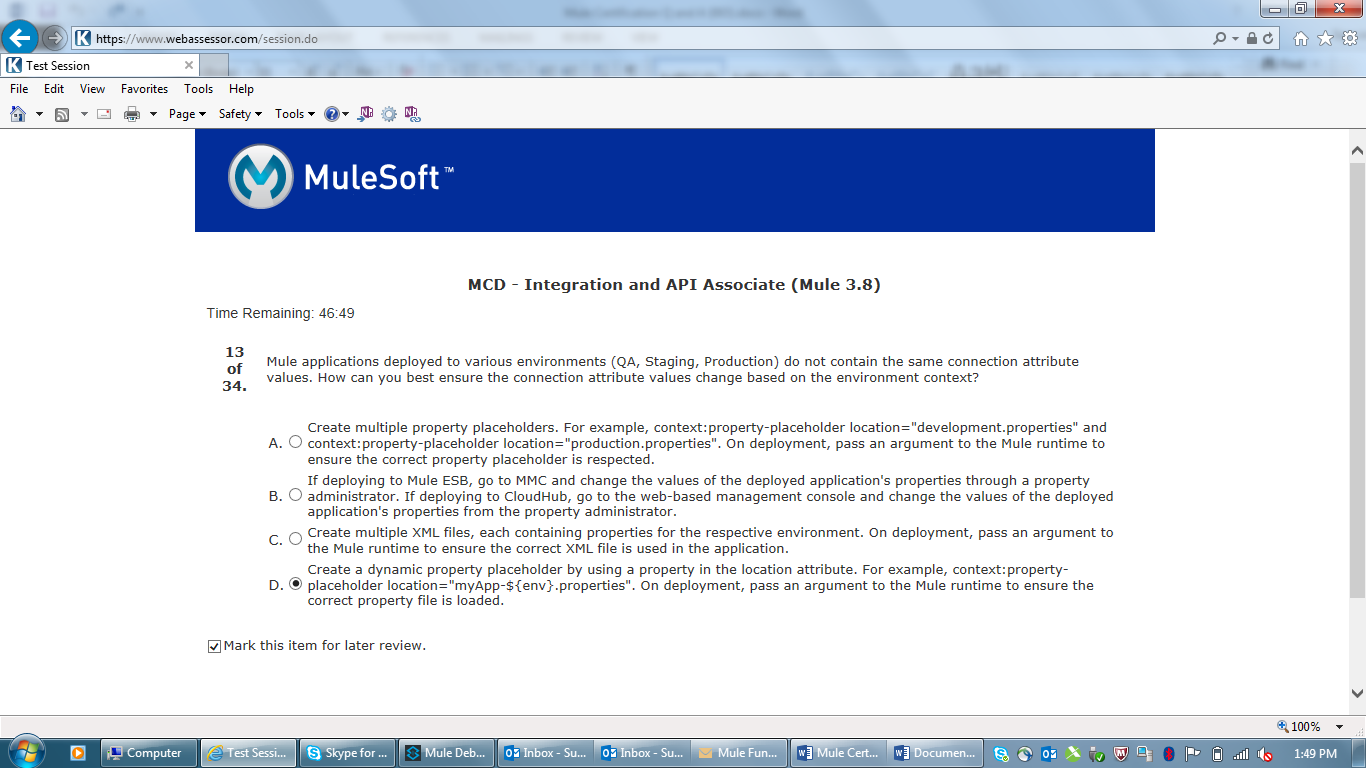 https://www.webassessor.com/session.do
Test Session
File Edit View Favorites Tools Help
Page Safety Tools
MuleSoft™
MCD - Integration and API Associate (Mule 3.8)
Time Remaining: 46:49
13
of
34.
Mule applications deployed to various environments (QA, Staging, Production) do not contain the same connection attribute
values. How can you best ensure the connection attribute values change based on the environment context?
A. Create multiple property placeholders. For example, context:property-placeholder location="development.properties" and
context:property-placeholder location="production.properties". On deployment, pass an argument to the Mule runtime to
ensure the correct property placeholder is respected.
B. If deploying to Mule ESB, go to MMC and change the values of the deployed application's properties through a property
administrator. If deploying to CloudHub, go to the web-based management console and change the values of the deployed
application's properties from the property administrator.
C. Create multiple XML files, each containing properties for the respective environment. On deployment, pass an argument to
the Mule runtime to ensure the correct XML file is used in the application.
D. Create a dynamic property placeholder by using a property in the location attribute. For example, context:property-
placeholder location="myApp-${env}.properties". On deployment, pass an argument to the Mule runtime to ensure the
correct property file is loaded.
Mark this item for later review.
100%
Computer Test Sessi... Skype for ... Mule Deb... Inbox - Su... Inbox - Su... Mule Fun... Mule Cert... Documen... 1:49 PM